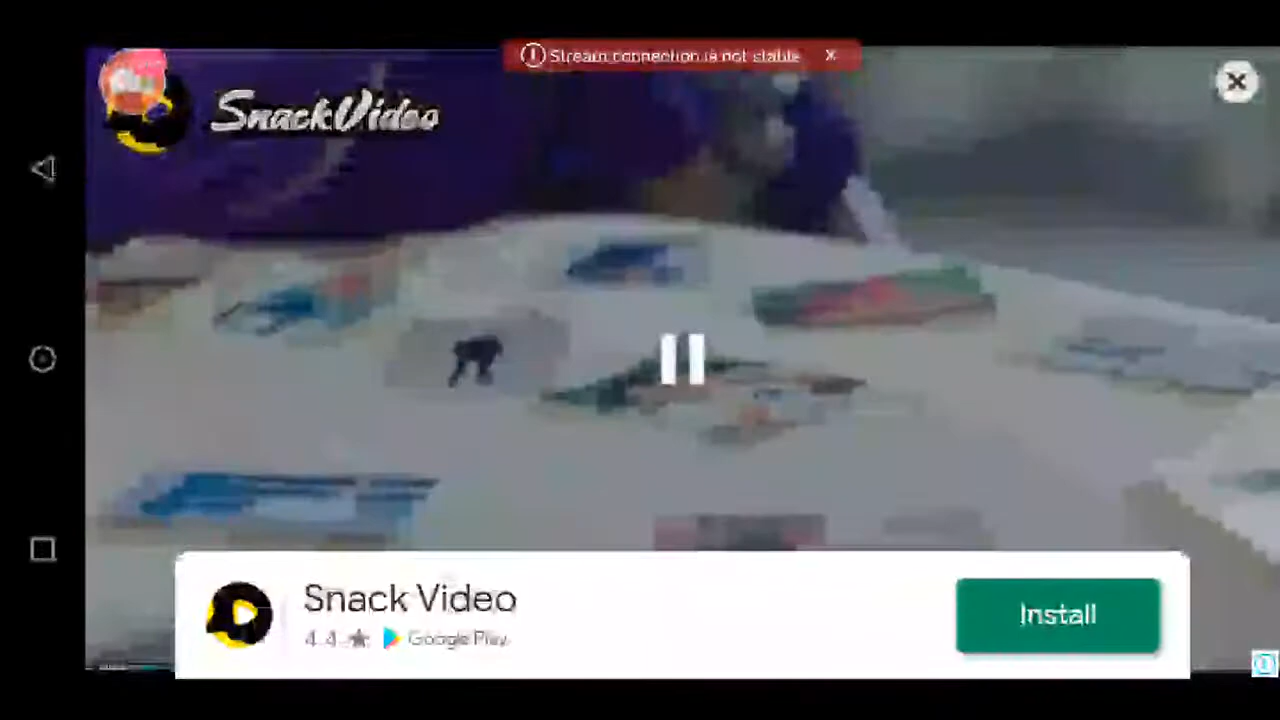 Stream connection is not stable X
SnackVideo
Snack Video
4.4 ★ Google Play
Install